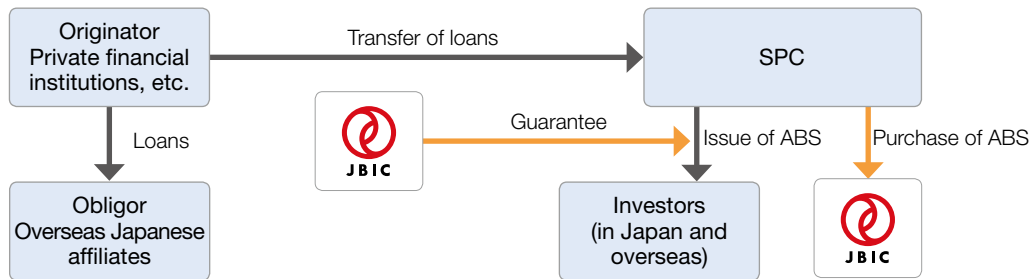 Originator
Private financial
institutions, etc.
Transfer of loans
SPC
Loans
JBIC
Guarantee
Issue of ABS
Purchase of ABS
Obligor
Overseas Japanese
affiliates
Investors
(in Japan and
overseas)
JBIC